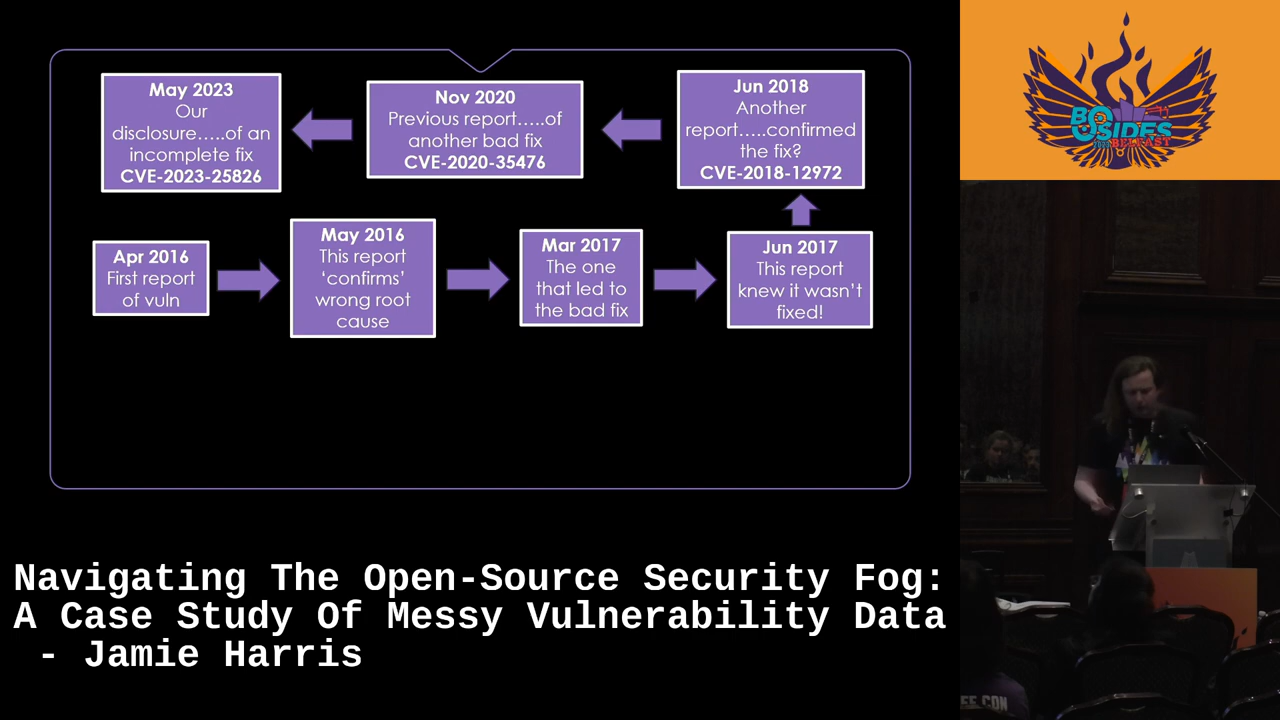 May 2023
Our
disclosure.....of an
incomplete fix
CVE-2023-25826
Nov 2020
Previous report.....of
another bad fix
CVE-2020-35476
Jun 2018
Another
report.....confirmed
the fix?
CVE-2018-12972
Apr 2016
First report
of vuln
May 2016
This report
‘confirms’
wrong root
cause
Mar 2017
The one
that led to
the bad fix
Jun 2017
This report
knew it wasn’t
fixed!
Navigating The Open-Source Security Fog:
A Case Study Of Messy Vulnerability Data
- Jamie Harris
BSIDES
BELFAST